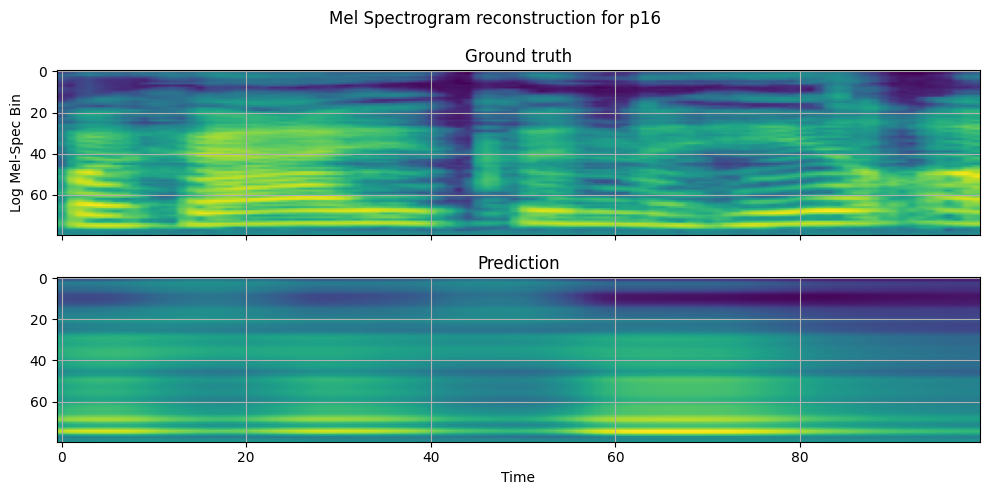 Mel Spectrogram reconstruction for p16
Ground truth
0
20
40
60
Log Mel-Spec Bin
Prediction
0
20
40
60
0 20 40 60 80
Time